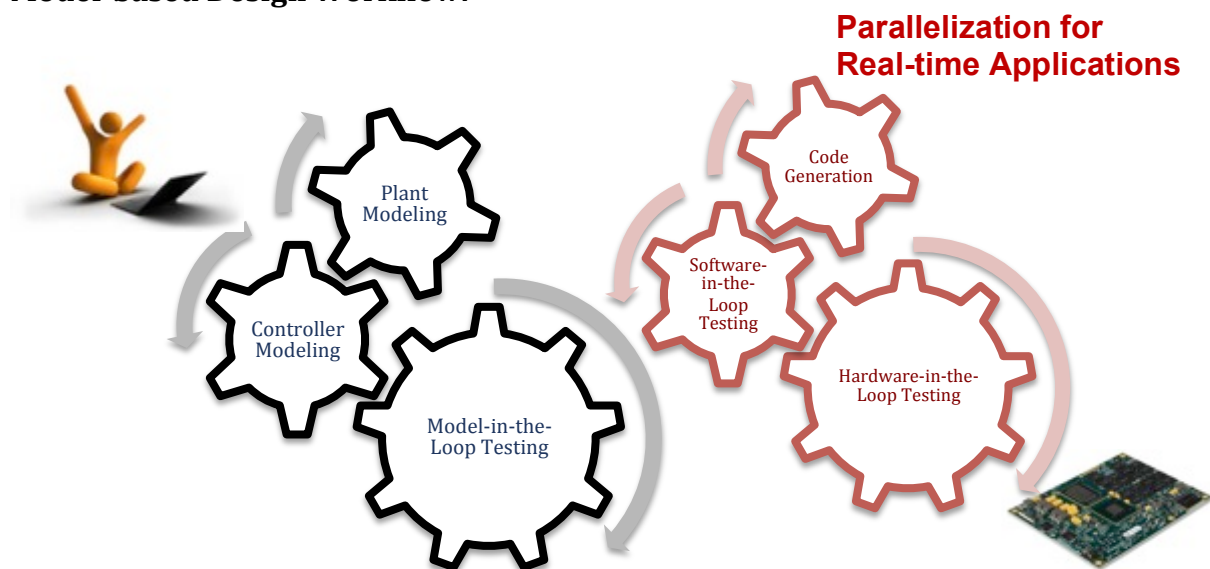 Parallelization for
Real-time Applications
Plant
Modeling
Controller
Modeling
Model-in-the-
Loop Testing
Code
Generation
Software-
in-the-
Loop
Testing
Hardware-in-the-
Loop Testing